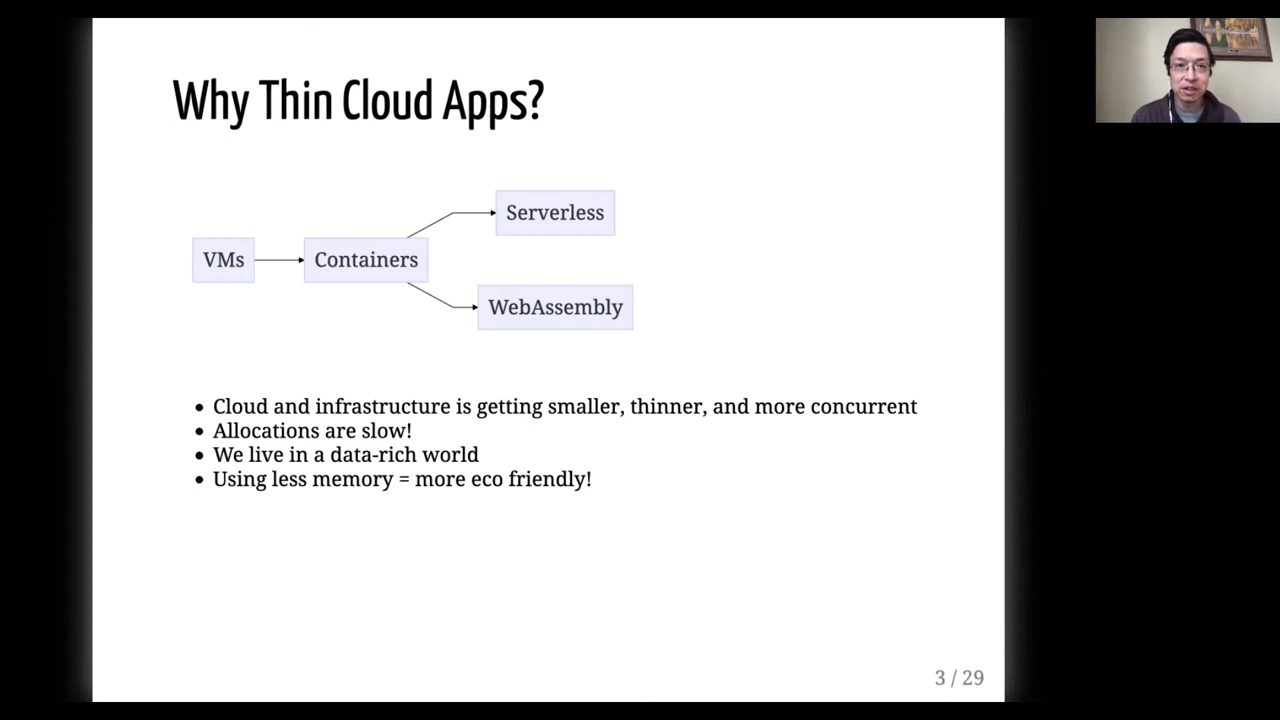 Why Thin Cloud Apps?
Serverless
VMs
Containers
WebAssembly
• Cloud and infrastructure is getting smaller, thinner, and more concurrent
• Allocations are slow!
• We live in a data-rich world
• Using less memory = more eco friendly!
3 / 29